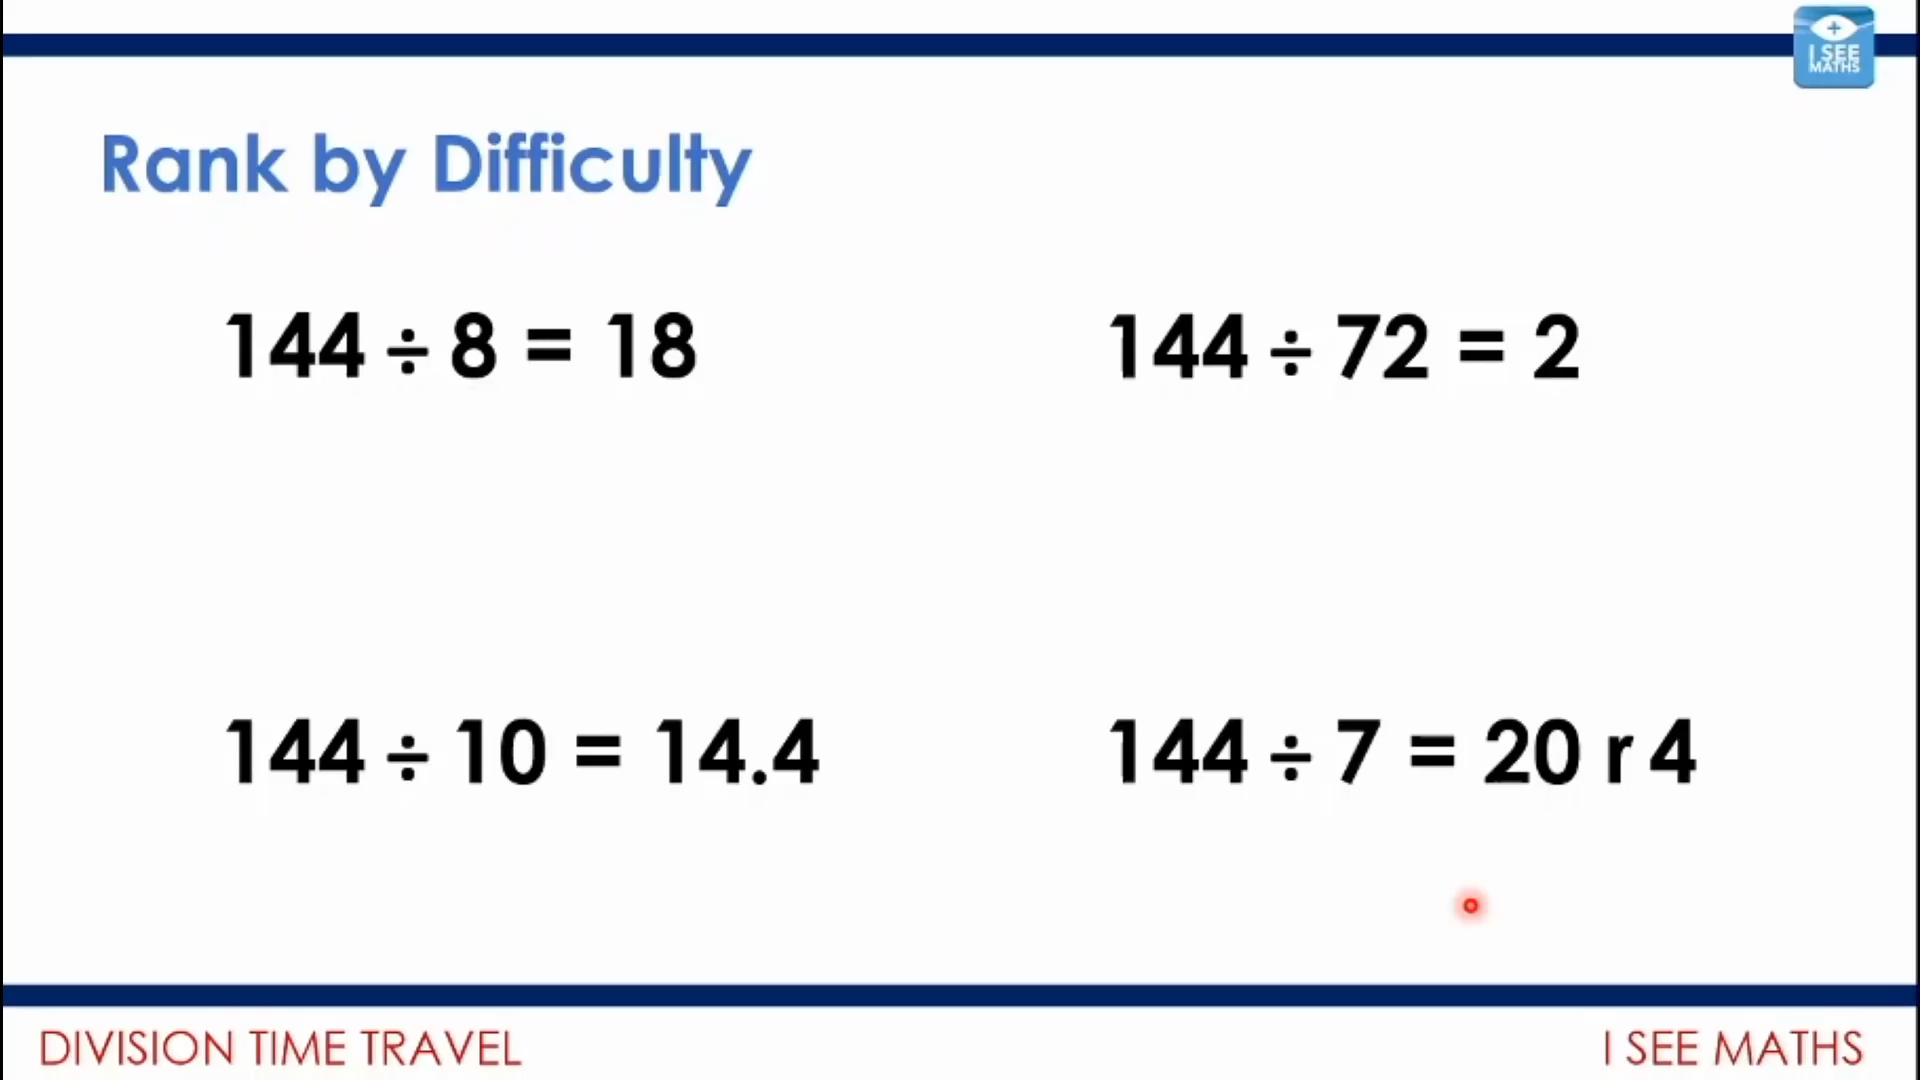 I SEE
MATHS
Rank by Difficulty
144 ÷ 8 = 18
144 ÷ 72 = 2
144 ÷ 10 = 14.4
144 ÷ 7 = 20 r 4
DIVISION TIME TRAVEL
I SEE MATHS